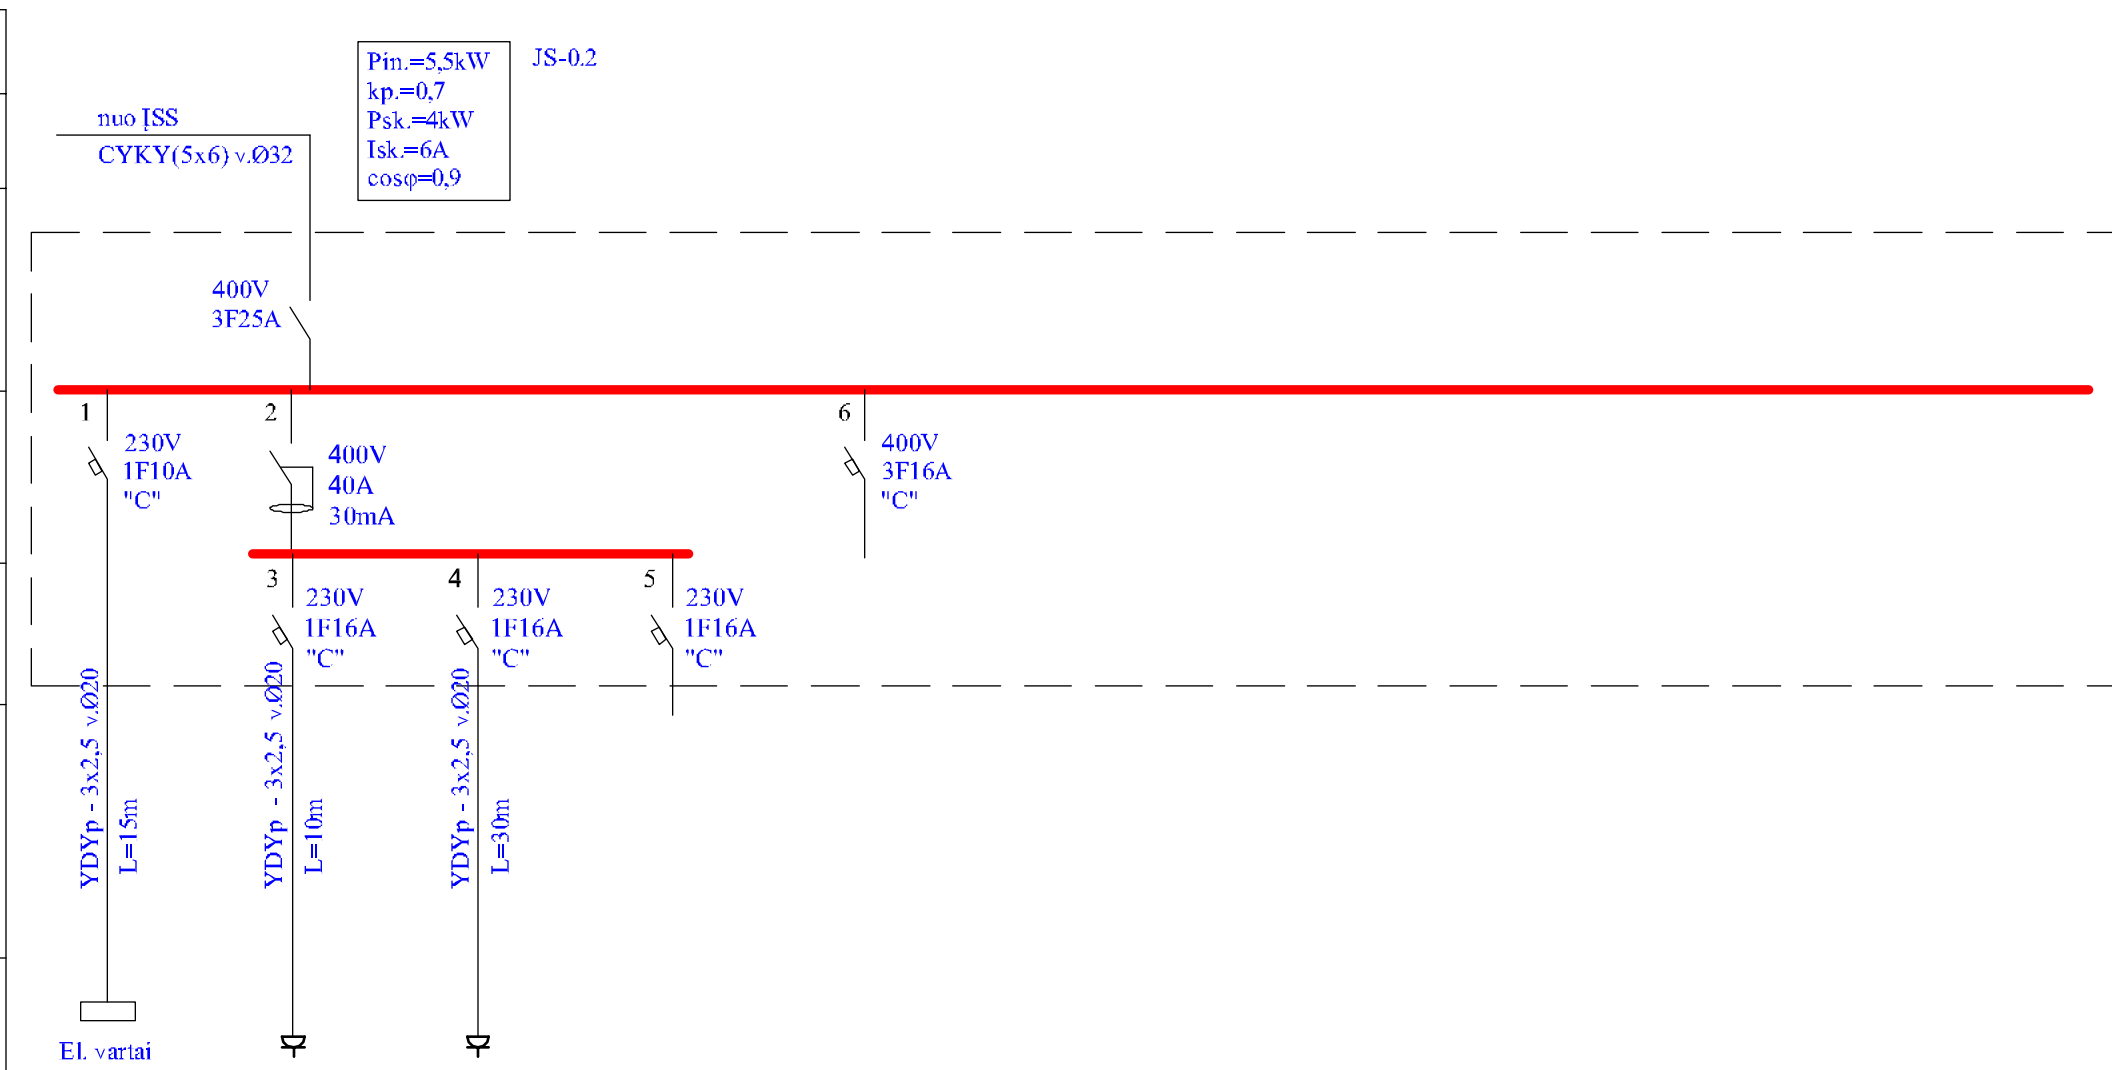 Pin.=5,5kW
kp.=0,7
Psk.=4kW
Isk.=6A
cosφ=0,9
JS-0.2
nuo ĮSS
CYKY(5x6) v.Ø32
400V
3F25A
1
230V
1F10A
"C"
2
400V
40A
30mA
6
400V
3F16A
"C"
3
230V
1F16A
"C"
4
230V
1F16A
"C"
5
230V
1F16A
"C"
YDYp - 3x2,5 v.Ø20
L=15m
YDYp - 3x2,5 v.Ø20
L=10m
YDYp - 3x2,5 v.Ø20
L=30m
El. vartai